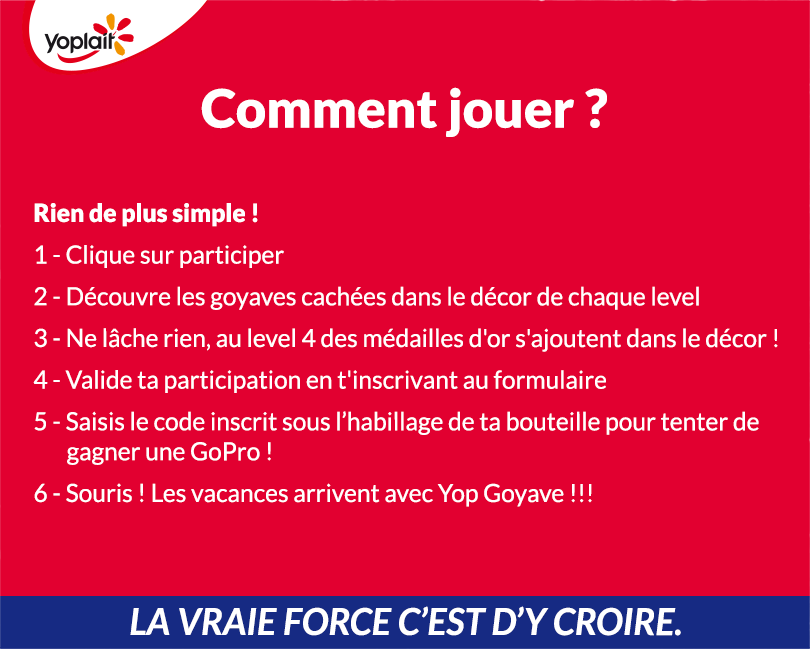 yoplait
Comment jouer ?
Rien de plus simple !
1 - Clique sur participer
2 - Découvre les goyaves cachées dans le décor de chaque level
3 - Ne lâche rien, au level 4 des médailles d'or s'ajoutent dans le décor !
4 - Valide ta participation en t'inscrivant au formulaire
5 - Saisis le code inscrit sous l’habillage de ta bouteille pour tenter de
gagner une GoPro !
6 - Souris ! Les vacances arrivent avec Yop Goyave !!!
LA VRAIE FORCE C’EST D’Y CROIRE.